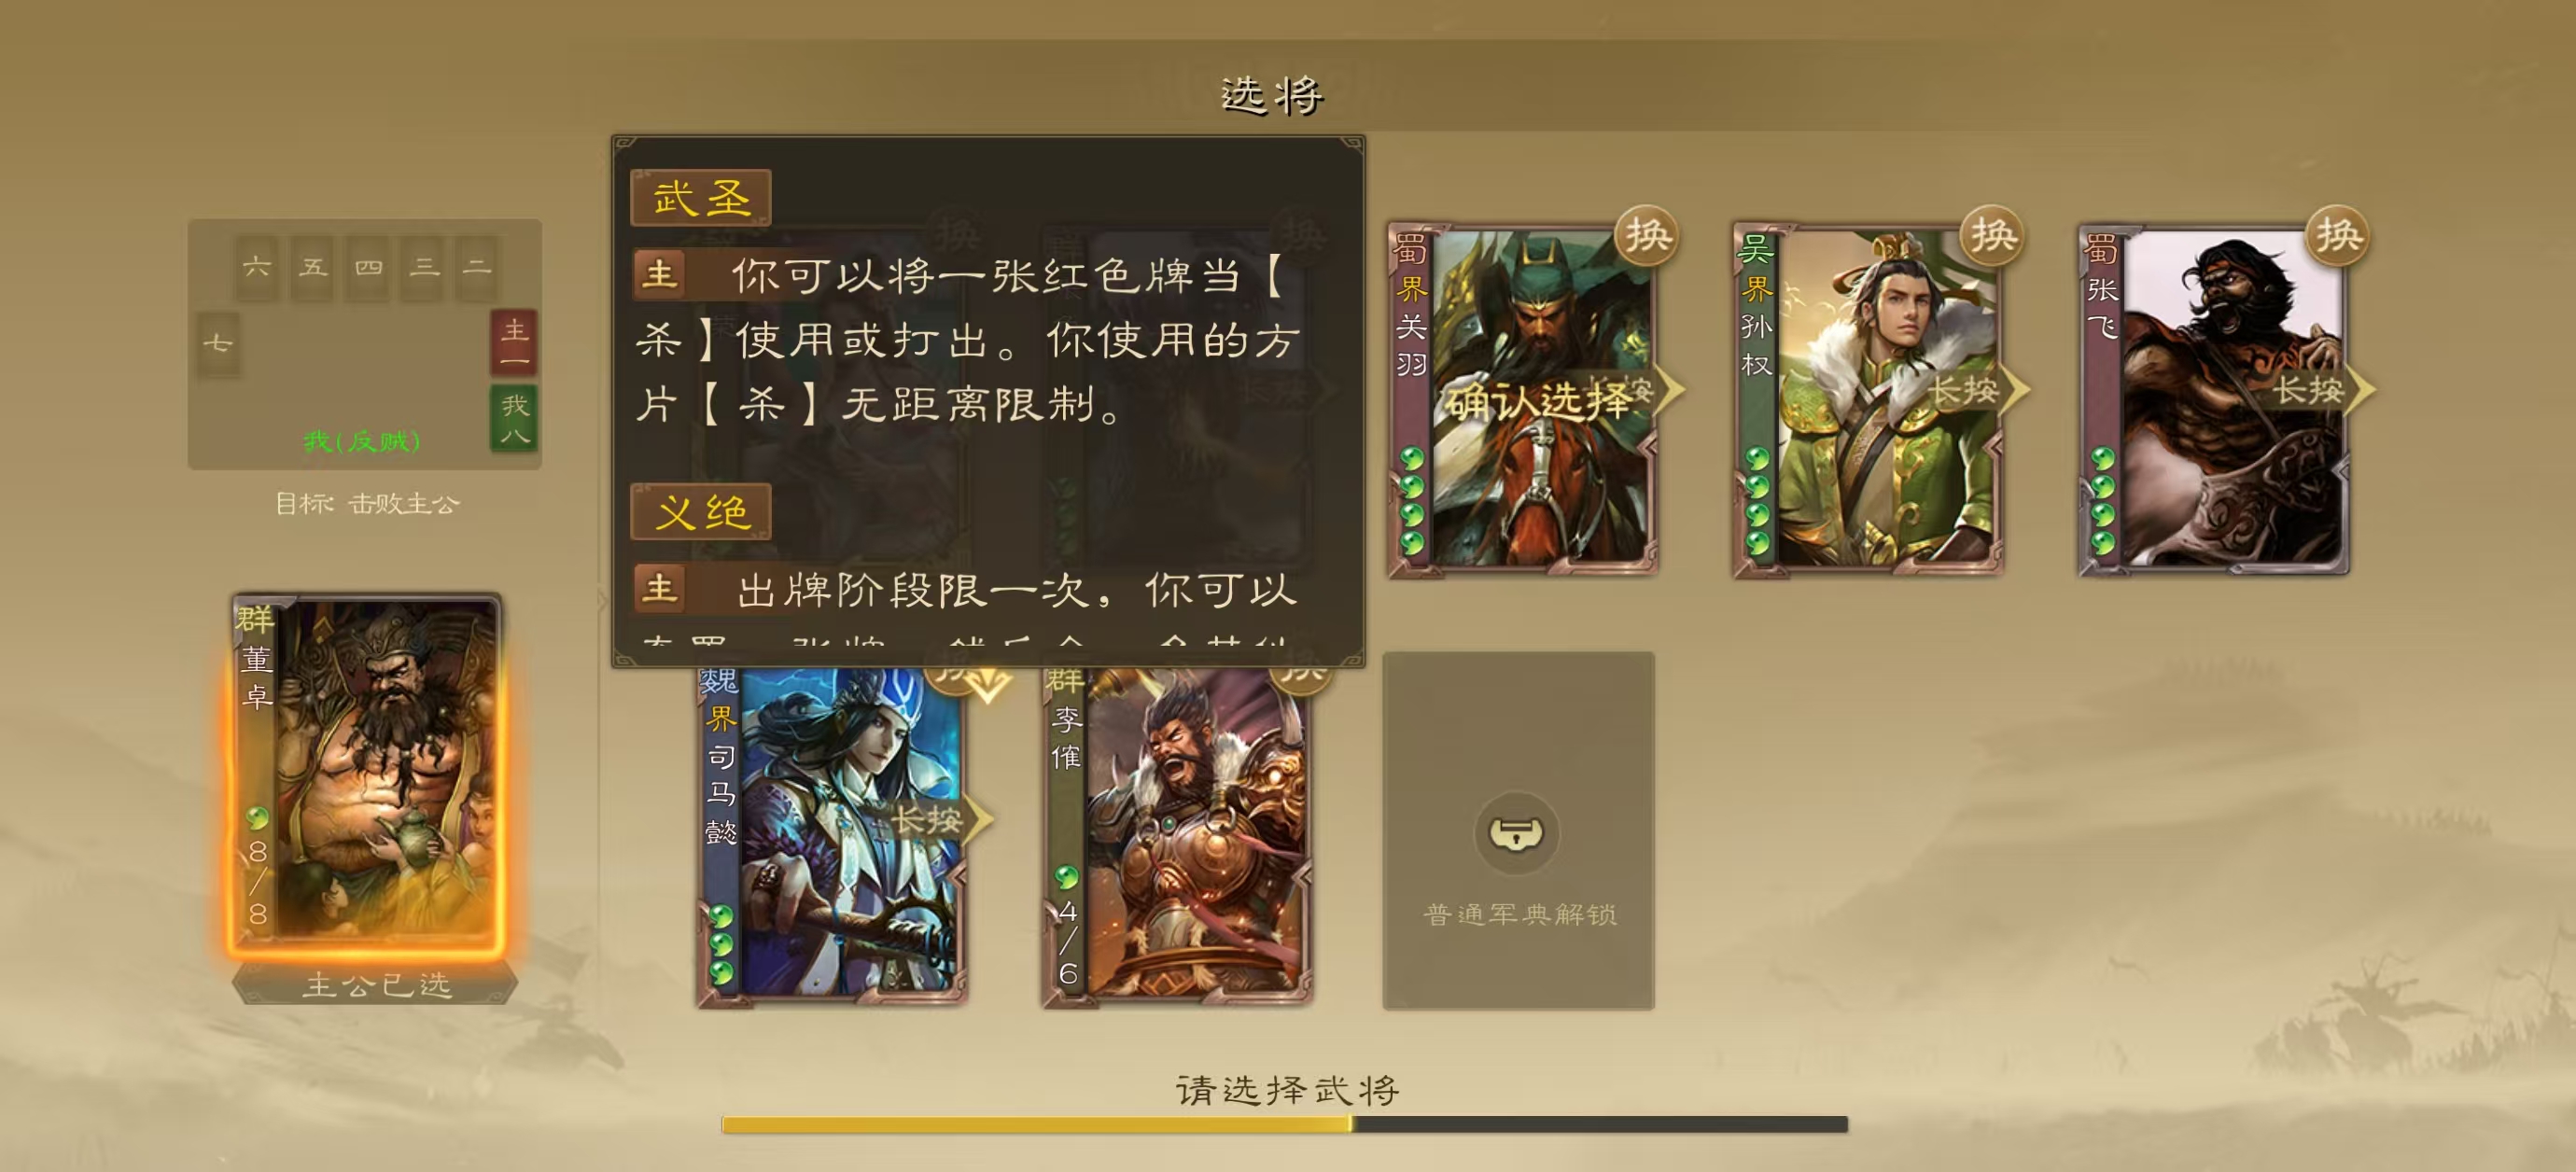 选将
六 五 四 三 二
七
主一
我八
我(反贼)
目标: 击败主公
群
董卓
8/8
主公已选
武圣
主 你可以将一张红色牌当【
杀】使用或打出。你使用的方
片【杀】无距离限制。
义绝
主 出牌阶段限一次，你可以
换
换
蜀
界关羽
换
长按
确认选择
吴
界孙权
换
长按
蜀
张飞
换
长按
魏
界司马懿
换
长按
群
李傕
换
4/6
普通军典解锁
请选择武将